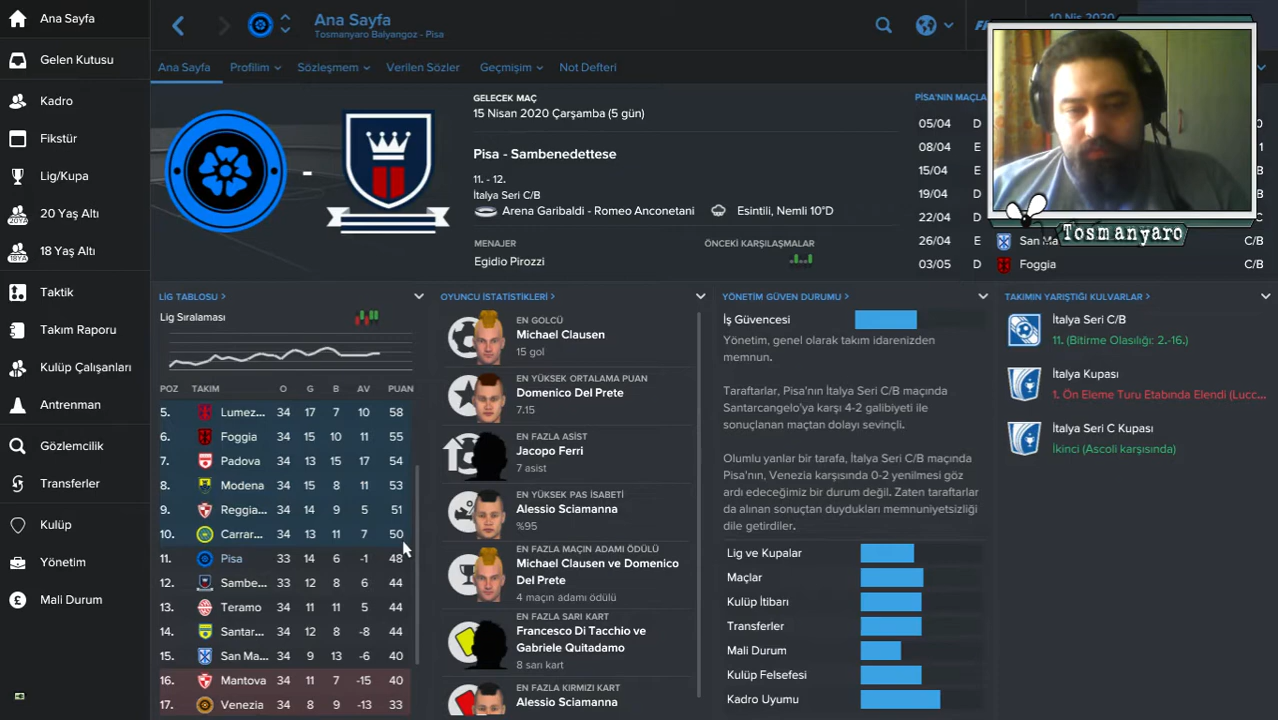 Ana Sayfa
Gelen Kutusu
Kadro
Fikstür
Lig/Kupa
20 Yaş Altı
18 Yaş Altı
Taktik
Takım Raporu
Kulüp Çalışanları
Antrenman
Gözlemcilik
Transferler
Kulüp
Yönetim
Mali Durum
Ana Sayfa
Tosmanyaro Balyangoz - Pisa
10 Nis 2020
Ana Sayfa
Profilim
Sözleşmem
Verilen Sözler
Geçmişim
Not Defteri
GELECEK MAÇ
15 Nisan 2020 Çarşamba (5 gün)
Pisa - Sambenedettese
11. - 12.
İtalya Seri C/B
Arena Garibaldi - Romeo Anconetani
Esintili, Nemli 10°D
MENAJER
Egidio Pirozzi
ÖNCEKİ KARŞILAŞMALAR
PİSA'NIN MAÇLA
05/04 D
08/04 E
15/04 E
19/04 D
22/04 D
26/04 E San Ma C/B
03/05 D Foggia C/B
Tosmanyaro
LİG TABLOSU >
Lig Sıralaması
POZ TAKIM O G B AV PUAN
5. Lumez... 34 17 7 10 58
6. Foggia 34 15 10 11 55
7. Padova 34 13 15 17 54
8. Modena 34 15 8 11 53
9. Reggia... 34 14 9 5 51
10. Carrar... 34 13 11 7 50
11. Pisa 33 14 6 -1 48
12. Sambe... 33 12 8 6 44
13. Teramo 34 11 11 5 44
14. Santar... 34 12 8 -8 44
15. San Ma... 34 9 13 -6 40
16. Mantova 34 11 7 -15 40
17. Venezia 34 8 9 -13 33
OYUNCU İSTATİSTİKLERİ >
EN GOLCÜ
Michael Clausen
15 gol
EN YÜKSEK ORTALAMA PUAN
Domenico Del Prete
7.15
EN FAZLA ASİST
Jacopo Ferri
7 asist
EN YÜKSEK PAS İSABETİ
Alessio Sciamanna
%95
EN FAZLA MAÇIN ADAMI ÖDÜLÜ
Michael Clausen ve Domenico
Del Prete
4 maçın adamı ödülü
EN FAZLA SARI KART
Francesco Di Tacchio ve
Gabriele Quitadamo
8 sarı kart
EN FAZLA KIRMIZI KART
Alessio Sciamanna
YÖNETİM GÜVEN DURUMU >
İş Güvencesi
Yönetim, genel olarak takım idarenizden
memnun.
Taraftarlar, Pisa'nın İtalya Seri C/B maçında
Santarcangelo'ya karşı 4-2 galibiyeti ile
sonuçlanan maçtan dolayı sevinçli.
Olumlu yanlar bir tarafa, İtalya Seri C/B maçında
Pisa'nın, Venezia karşısında 0-2 yenilmesi göz
ardı edeceğimiz bir durum değil. Zaten taraftarlar
da alınan sonuçtan duydukları memnuniyetsizliği
dile getirdiler.
Lig ve Kupalar
Maçlar
Kulüp İtibarı
Transferler
Mali Durum
Kulüp Felsefesi
Kadro Uyumu
TAKIMIN YARIŞTIĞI KULVARLAR >
İtalya Seri C/B
11. (Bitirme Olasılığı: 2.-16.)
İtalya Kupası
1. Ön Eleme Turu Etabında Elendi (Lucc...
İtalya Seri C Kupası
İkinci (Ascoli karşısında)